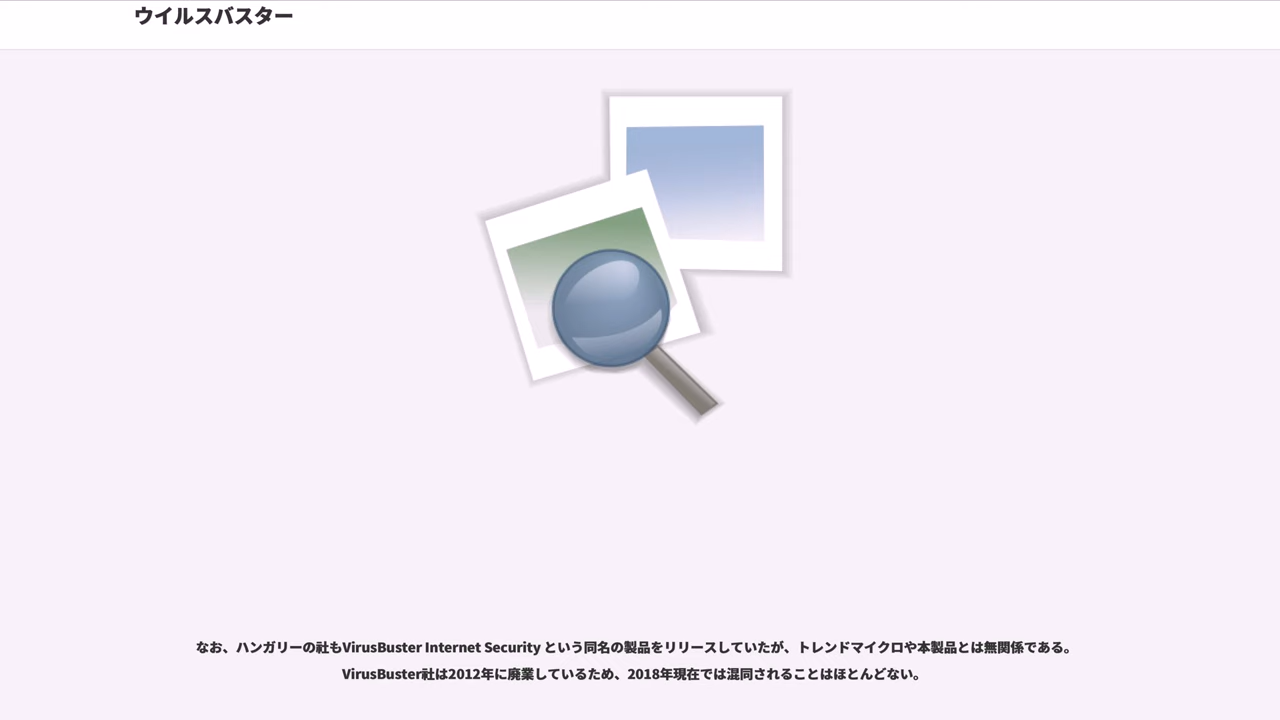 ウイルスバスター
なお、ハンガリーの社もVirusBuster Internet Security という同名の製品をリリースしていたが、トレンドマイクロや本製品とは無関係である。
VirusBuster社は2012年に廃業しているため、2018年現在では混同されることはほとんどない。